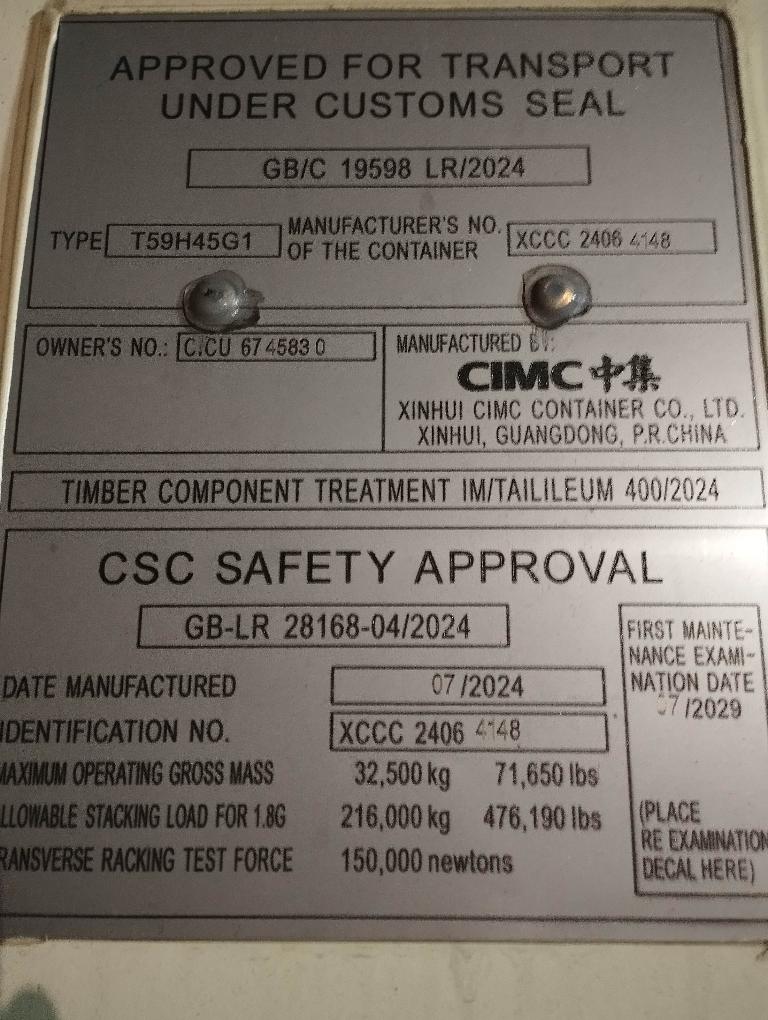 APPROVED FOR TRANSPORT
UNDER CUSTOMS SEAL
GB/C 19598 LR/2024
TYPE T59H45G1 MANUFACTURER'S NO. OF THE CONTAINER XCCC 2406 4148
OWNER'S NO.: CICU 674583 0
MANUFACTURED BY:
CIMC 中集
XINHUI CIMC CONTAINER CO., LTD.
XINHUI, GUANGDONG, P.R.CHINA
TIMBER COMPONENT TREATMENT IM/TAILILEUM 400/2024
CSC SAFETY APPROVAL
GB-LR 28168-04/2024
DATE MANUFACTURED 07/2024
IDENTIFICATION NO. XCCC 2406 4148
MAXIMUM OPERATING GROSS MASS 32,500 kg 71,650 lbs
ALLOWABLE STACKING LOAD FOR 1.8G 216,000 kg 476,190 lbs
TRANSVERSE RACKING TEST FORCE 150,000 newtons
FIRST MAINTE-
NANCE EXAMI-
NATION DATE
07/2029
(PLACE
RE EXAMINATION
DECAL HERE)